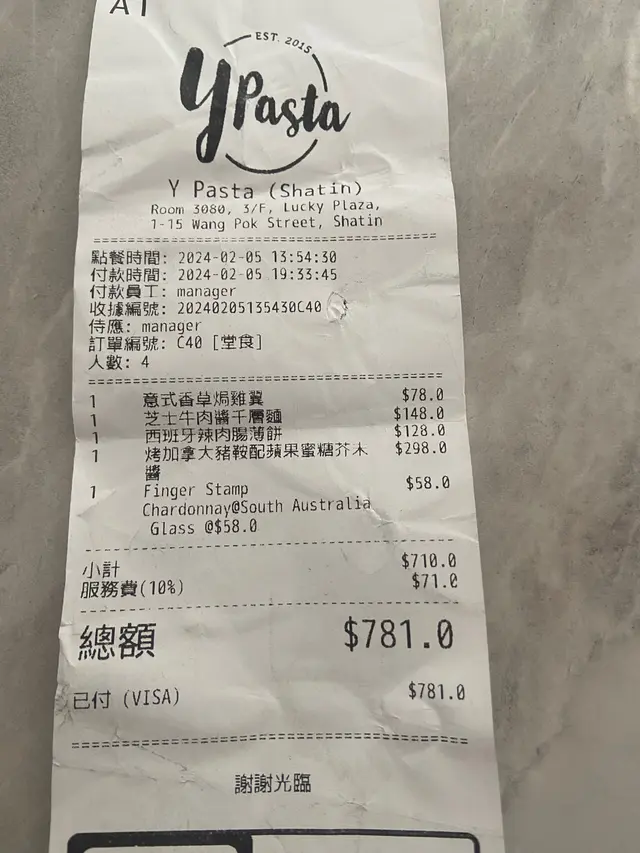 A1
EST. 2015
Y Pasta
Y Pasta (Shatin)
Room 3080, 3/F, Lucky Plaza,
1-15 Wang Pok Street, Shatin
點餐時間: 2024-02-05 13:54:30
付款時間: 2024-02-05 19:33:45
付款員工: manager
收據編號: 20240205135430C40
侍應: manager
訂單編號: C40 [堂食]
人數: 4
1 意式香草焗雞翼 $78.0
1 芝士牛肉醬千層麵 $148.0
1 西班牙辣肉腸薄餅 $128.0
1 烤加拿大豬鞍配蘋果蜜糖芥末 $298.0
醬
1 Finger Stamp $58.0
Chardonnay@South Australia
Glass @$58.0
小計 $710.0
服務費(10%) $71.0
總額 $781.0
已付 (VISA) $781.0
謝謝光臨